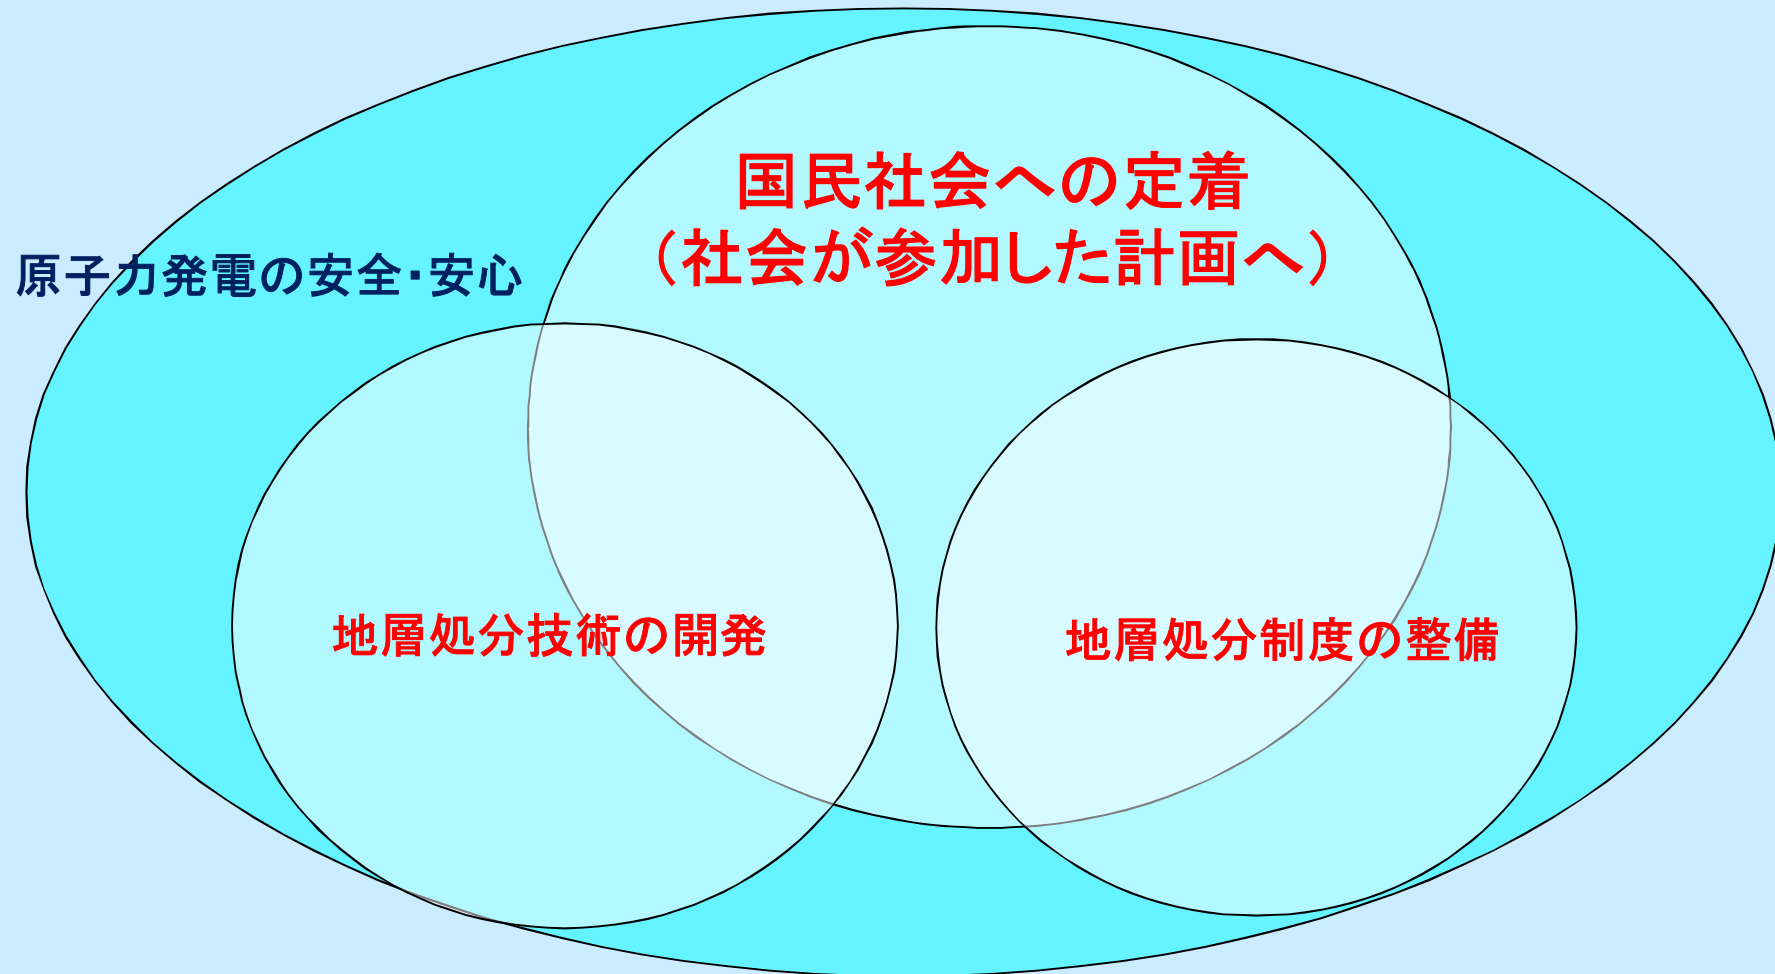 国民社会への定着
（社会が参加した計画へ）
原子力発電の安全・安心
地層処分技術の開発
地層処分制度の整備